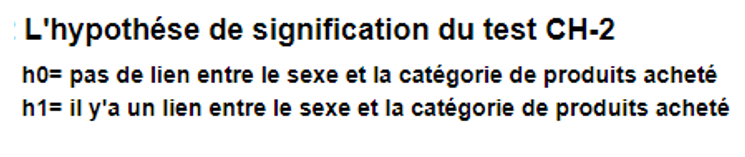 L'hypothése de signification du test CH-2
h0= pas de lien entre le sexe et la catégorie de produits acheté
h1= il y'a un lien entre le sexe et la catégorie de produits acheté